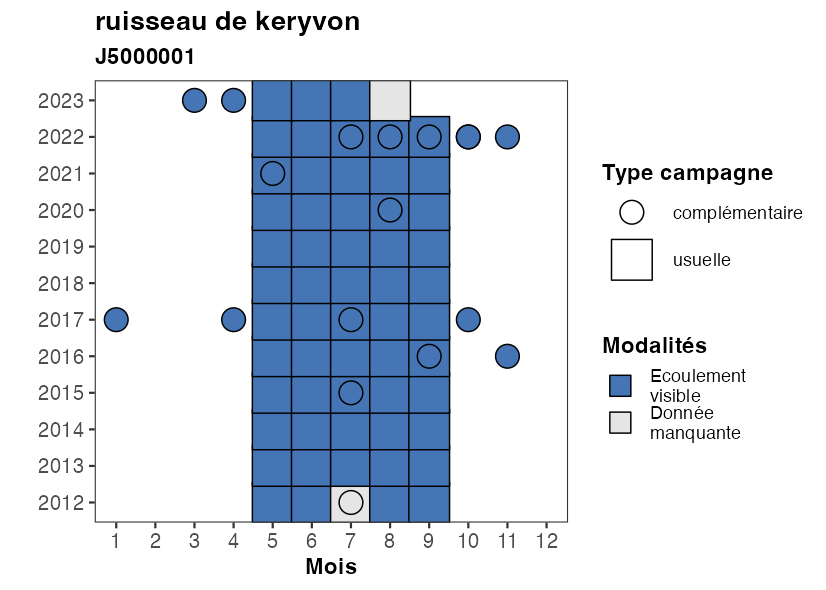 ruisseau de keryvon
J5000001
2023
2022
2021
2020
2019
2018
2017
2016
2015
2014
2013
2012
1 2 3 4 5 6 7 8 9 10 11 12
Mois
Type campagne
complémentaire
usuelle
Modalités
Ecoulement
visible
Donnée
manquante